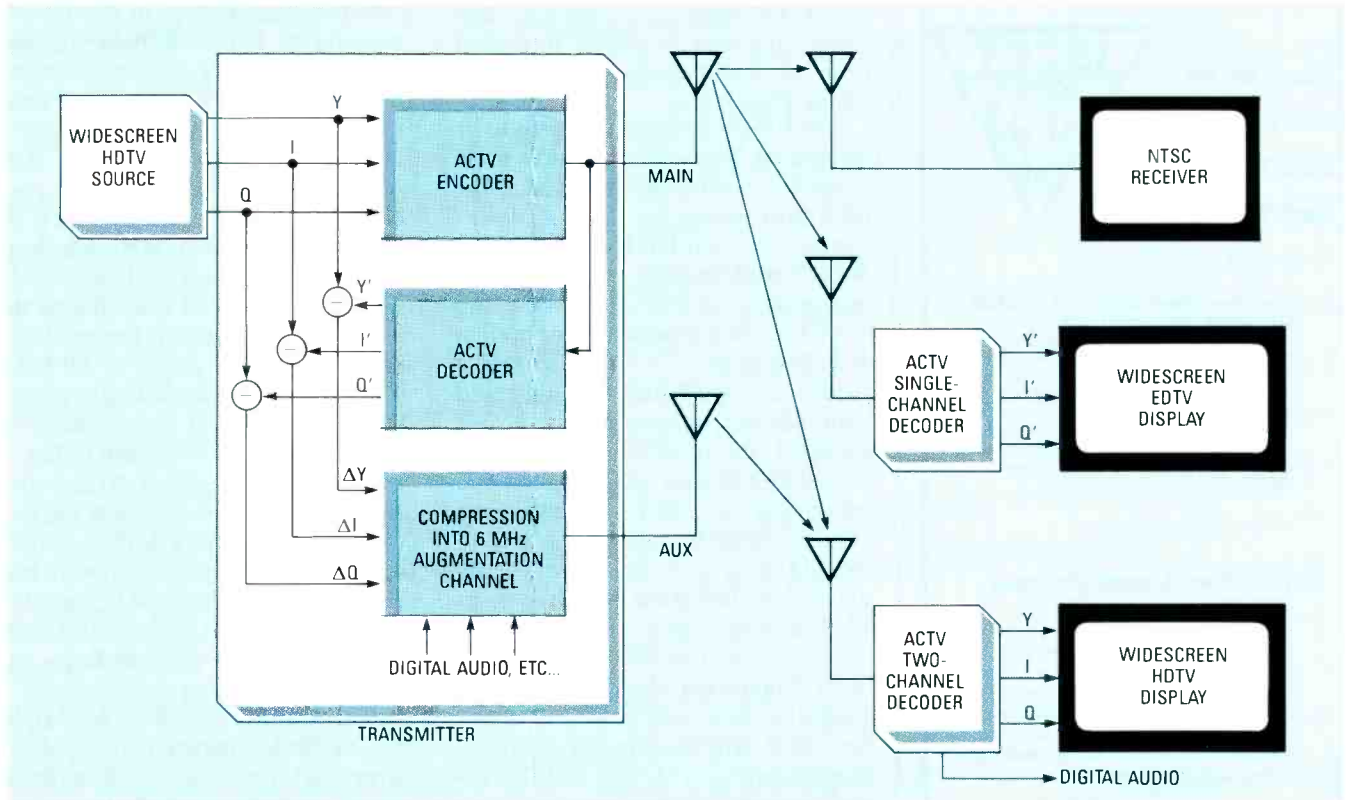 WIDESCREEN
HDTV
SOURCE
Y
I
Q
ACTV
ENCODER
MAIN
Y'
I'
Q'
ACTV
DECODER
ΔY
ΔI
ΔQ
COMPRESSION
INTO 6 MHz
AUGMENTATION
CHANNEL
AUX
DIGITAL AUDIO, ETC...
TRANSMITTER
NTSC
RECEIVER
ACTV
SINGLE-
CHANNEL
DECODER
Y'
I'
Q'
WIDESCREEN
EDTV
DISPLAY
ACTV
TWO-
CHANNEL
DECODER
Y
I
Q
WIDESCREEN
HDTV
DISPLAY
DIGITAL AUDIO